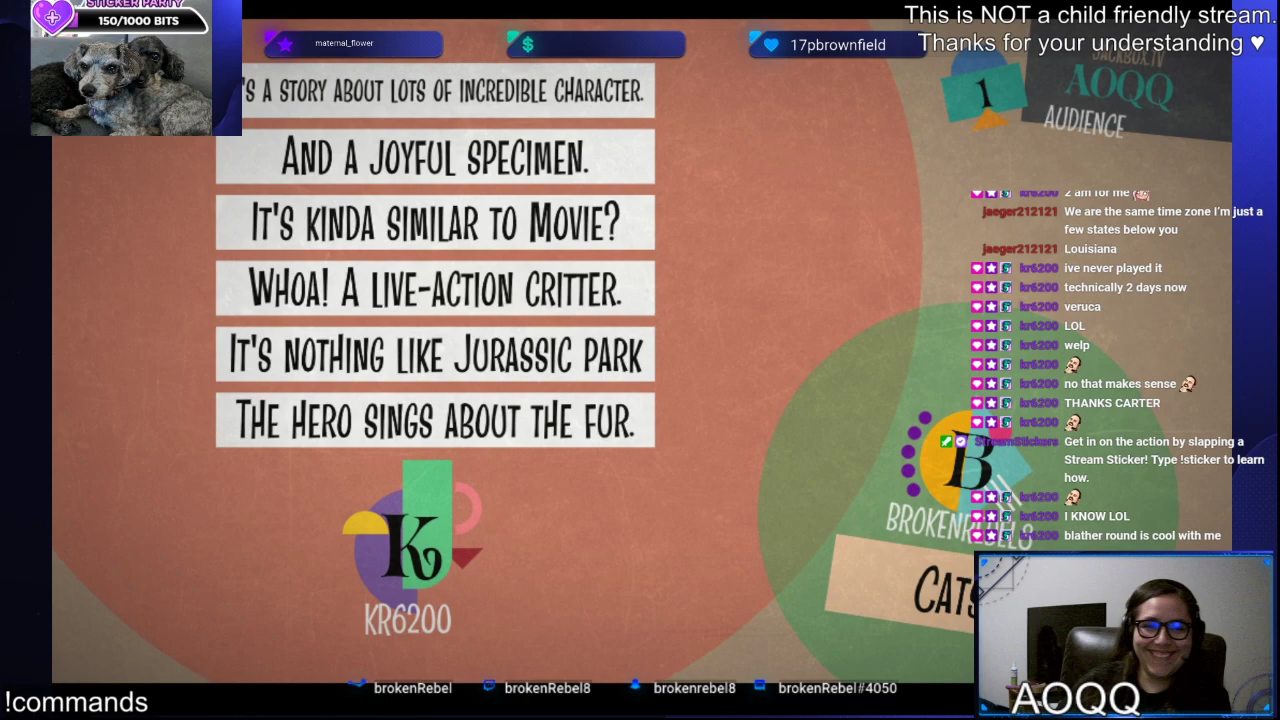 STICKER PARTY
150/1000 BITS
maternal_flower
$
17pbrownfield
This is NOT a child friendly stream.
Thanks for your understanding ♥
'S A STORY ABOUT LOTS OF INCREDIBLE CHARACTER.
AND A JOYFUL SPECIMEN.
IT'S KINDA SIMILAR TO MOVIE?
WHOA! A LIVE-ACTION CRITTER.
IT'S NOTHING LIKE JURASSIC PARK
THE HERO SINGS ABOUT THE FUR.
K
KR6200
1
JACKBOX.TV
AOQQ
AUDIENCE
kr6200 2 am for me
jaeger212121 We are the same time zone I'm just a
few states below you
jaeger212121 Louisiana
kr6200 ive never played it
kr6200 technically 2 days now
kr6200 veruca
kr6200 LOL
kr6200 welp
kr6200
kr6200 no that makes sense
kr6200 THANKS CARTER
kr6200
StreamStickers Get in on the action by slapping a
Stream Sticker! Type !sticker to learn
how.
kr6200
kr6200 I KNOW LOL
kr6200 blather round is cool with me
B
BROKENREBELS
CATS
brokenRebel
brokenRebel8
brokenrebel8
brokenRebel#4050
!commands
AOQQ